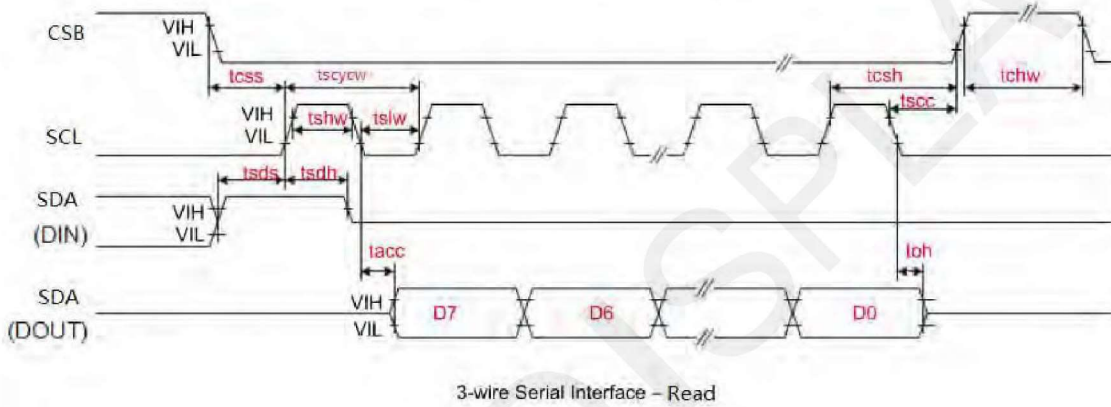 CSB
VIH
VIL
tcss
tscycw
tcsh
tchw
tscc
SCL
VIH
VIL
tshw
tslw
SDA
(DIN)
VIH
VIL
tsds
tsdh
tacc
toh
SDA
(DOUT)
VIH
VIL
D7
D6
D0
3-wire Serial Interface – Read